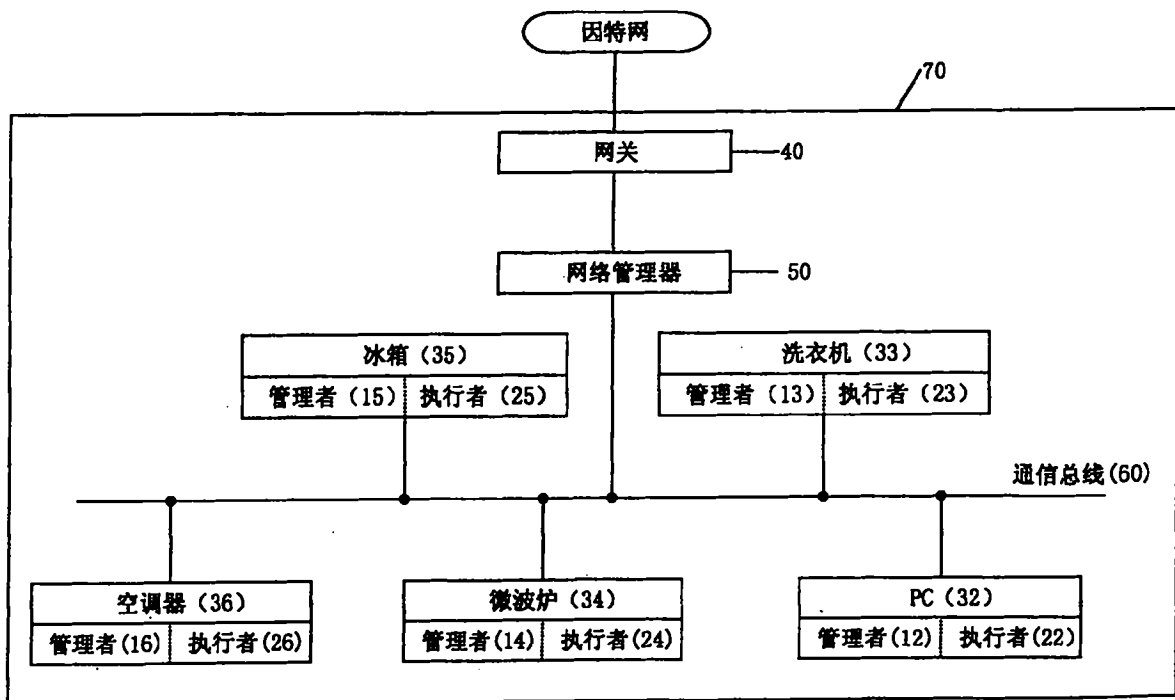 因特网
70
网关
40
网络管理器
50
冰箱（35）
管理者（15） 执行者（25）
洗衣机（33）
管理者（13） 执行者（23）
通信总线(60)
空调器（36）
管理者(16) 执行者(26)
微波炉（34）
管理者(14) 执行者(24)
PC（32）
管理者(12) 执行者(22)